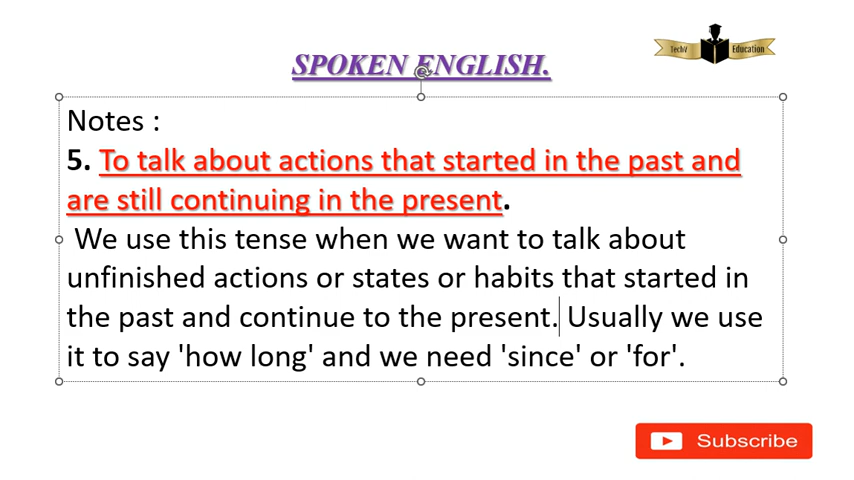 SPOKEN ENGLISH.
TechV Education
Notes :
5. To talk about actions that started in the past and
are still continuing in the present.
We use this tense when we want to talk about
unfinished actions or states or habits that started in
the past and continue to the present. Usually we use
it to say 'how long' and we need 'since' or 'for'.
Subscribe